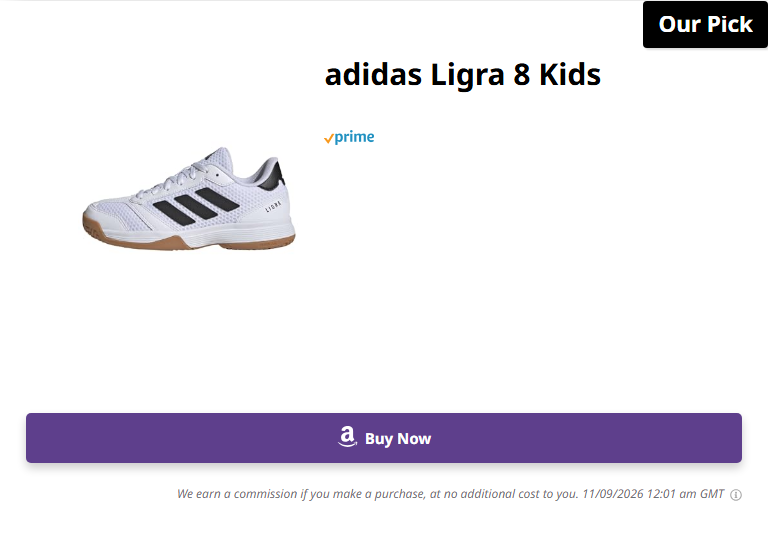 Our Pick
adidas Ligra 8 Kids
prime
LIGRA
a Buy Now
We earn a commission if you make a purchase, at no additional cost to you. 11/09/2026 12:01 am GMT